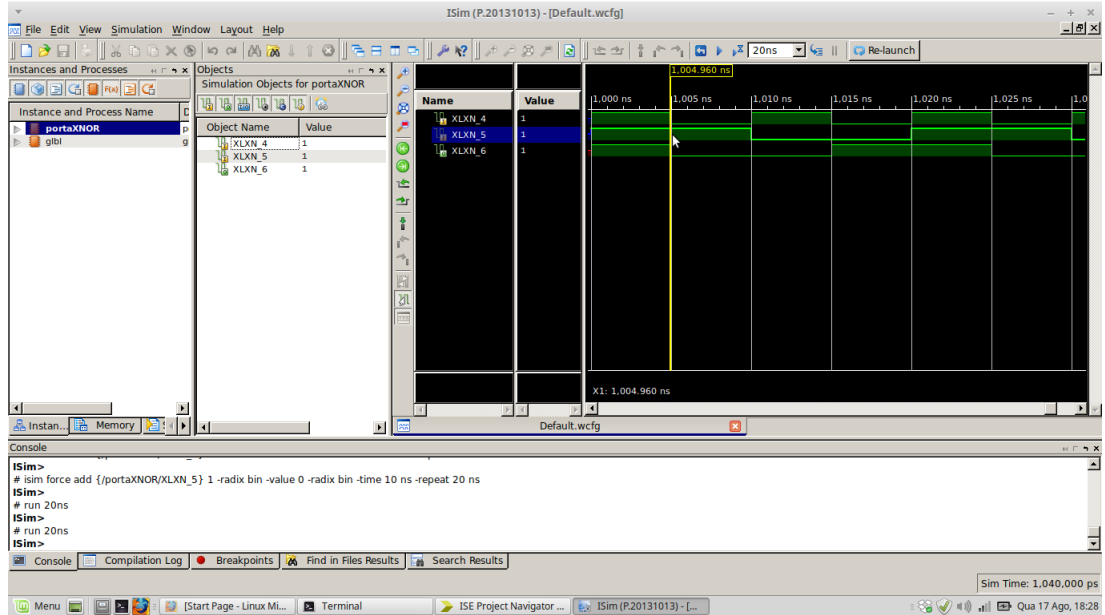 ISim (P.20131013) - [Default.wcfg]
File Edit View Simulation Window Layout Help
20ns Re-launch
Instances and Processes
Instance and Process Name
portaXNOR p
glbl g
Instan... Memory
Objects
Simulation Objects for portaXNOR
Object Name Value
XLXN_4 1
XLXN_5 1
XLXN_6 1
Name Value
XLXN_4 1
XLXN_5 1
XLXN_6 1
1,004.960 ns
1,000 ns 1,005 ns 1,010 ns 1,015 ns 1,020 ns 1,025 ns 1,0
X1: 1,004.960 ns
Default.wcfg
Console
ISim>
# isim force add {/portaXNOR/XLXN_5} 1 -radix bin -value 0 -radix bin -time 10 ns -repeat 20 ns
ISim>
# run 20ns
ISim>
# run 20ns
ISim>
Console Compilation Log Breakpoints Find in Files Results Search Results
Sim Time: 1,040,000 ps
Menu [Start Page - Linux Mi... Terminal ISE Project Navigator ... ISim (P.20131013) - [... Qua 17 Ago, 18:28